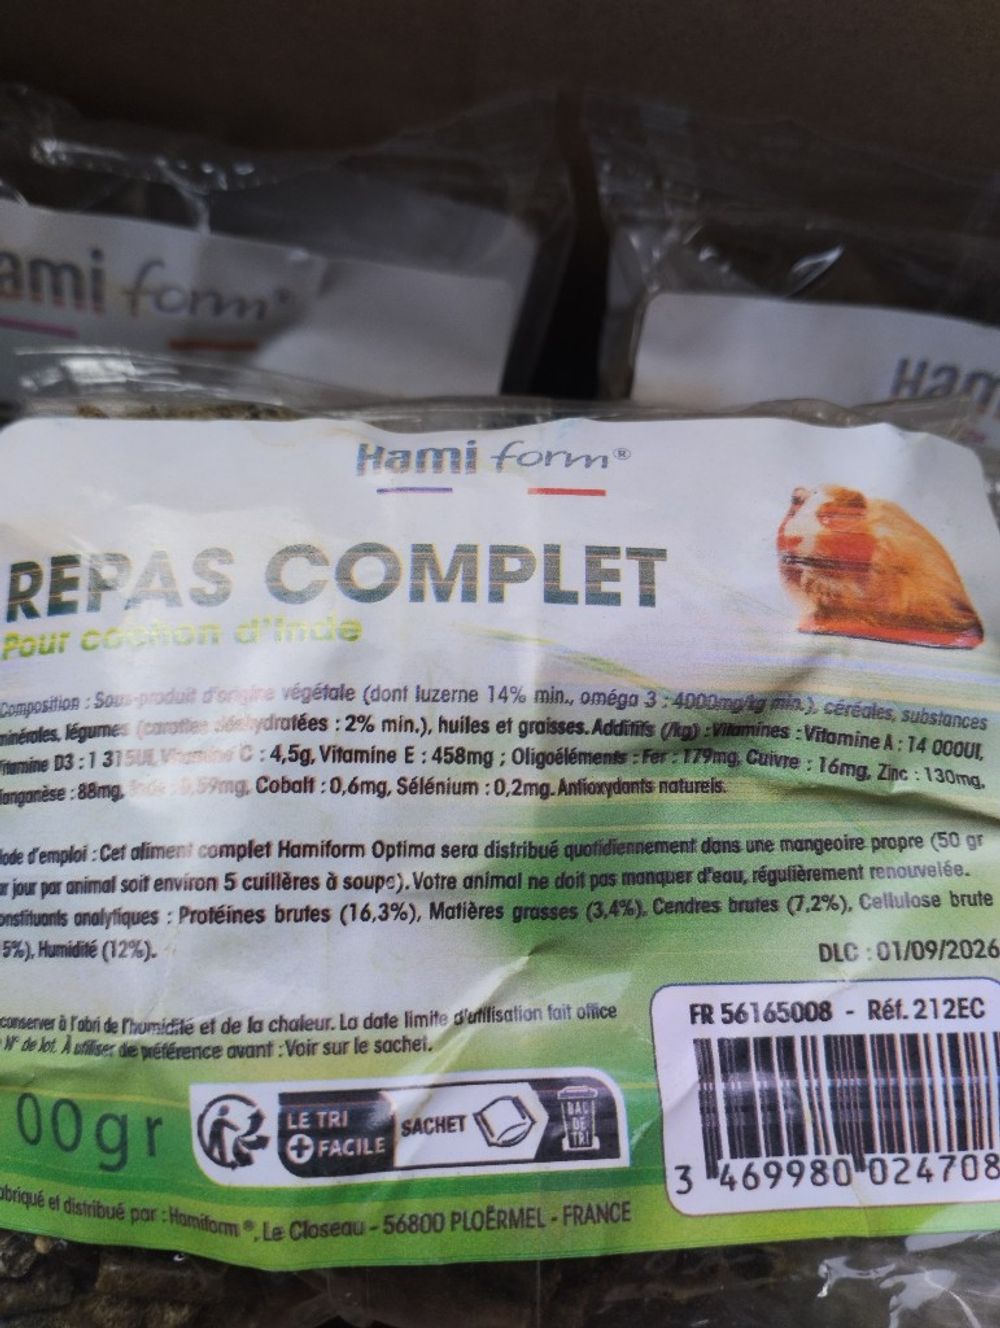 ami form
Ham
Hami form®
REPAS COMPLET
Pour cochon d'Inde
Composition : Sous-produit d'origine végétale (dont luzerne 14% min., oméga 3 : 4000mg/kg min.), céréales, substances
minérales, légumes (carottes déshydratées : 2% min.), huiles et graisses. Additifs (/kg) : Vitamines : Vitamine A : 14 000UI,
Vitamine D3 : 1 315UI, Vitamine C : 4,5g, Vitamine E : 458mg ; Oligoéléments : Fer : 179mg, Cuivre : 16mg, Zinc : 130mg,
Manganèse : 88mg, 0,59mg, Cobalt : 0,6mg, Sélénium : 0,2mg. Antioxydants naturels.
Mode d'emploi : Cet aliment complet Hamiform Optima sera distribué quotidiennement dans une mangeoire propre (50 gr
ar jour par animal soit environ 5 cuillères à soupe). Votre animal ne doit pas manquer d'eau, régulièrement renouvelée.
onstituants analytiques : Protéines brutes (16,3%), Matières grasses (3,4%), Cendres brutes (7,2%), Cellulose brute
5%), Humidité (12%).
DLC : 01/09/2026
conserver à l'abri de l'humidité et de la chaleur. La date limite d'utilisation fait office
N° de lot. À utiliser de préférence avant : Voir sur le sachet.
FR 56165008 - Réf. 212EC
00gr
LE TRI
+ FACILE
SACHET
BAC
DE
TRI
3 469980 024708
abriqué et distribué par : Hamiform®, Le Closeau - 56800 PLOËRMEL - FRANCE